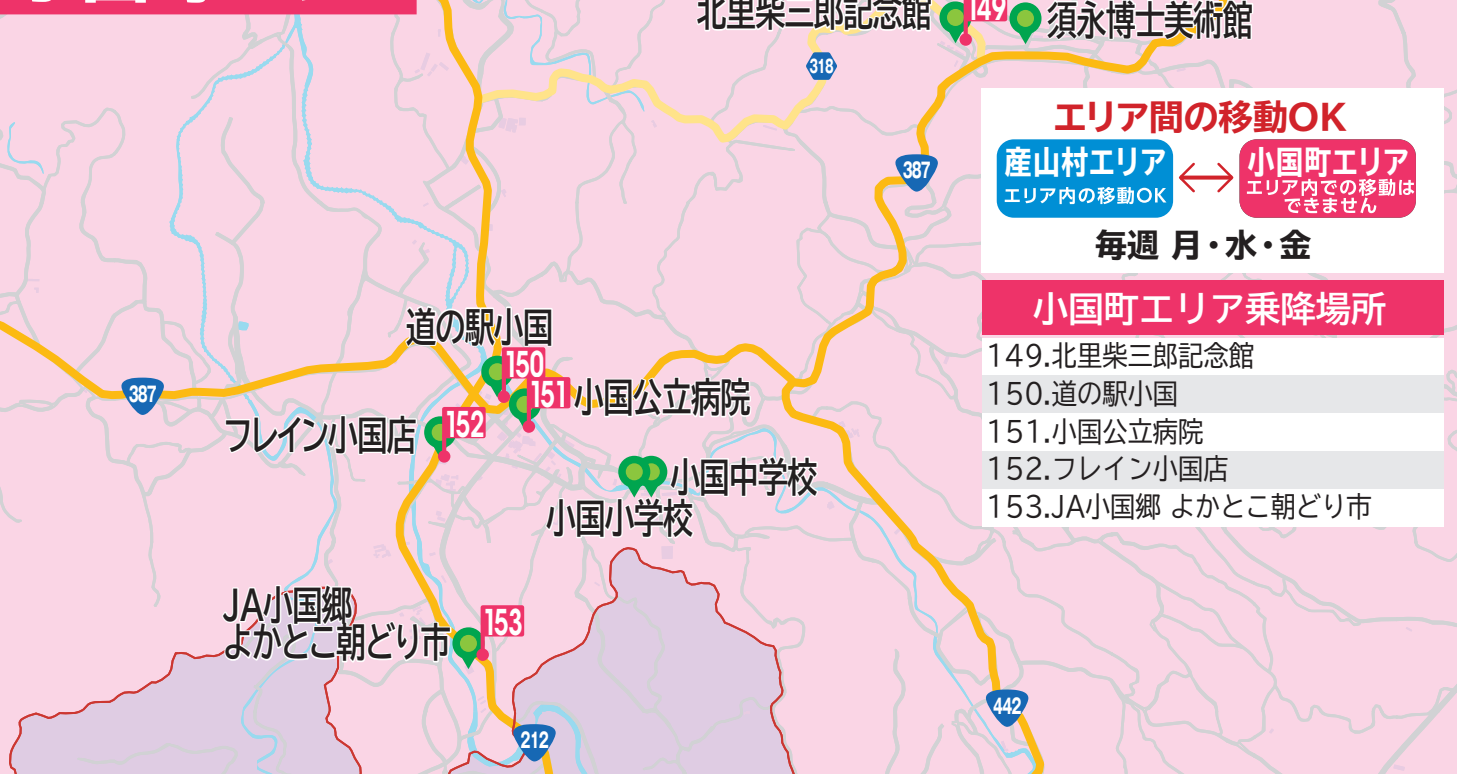 北里柴三郎記念館
149
須永博士美術館
318
エリア間の移動OK
産山村エリア
エリア内の移動OK
小国町エリア
エリア内での移動は
できません
毎週 月・水・金
387
小国町エリア乗降場所
149.北里柴三郎記念館
150.道の駅小国
151.小国公立病院
152.フレイン小国店
153.JA小国郷 よかとこ朝どり市
道の駅小国
150
387
151
小国公立病院
152
フレイン小国店
小国中学校
小国小学校
JA小国郷
よかとこ朝どり市
153
442
212